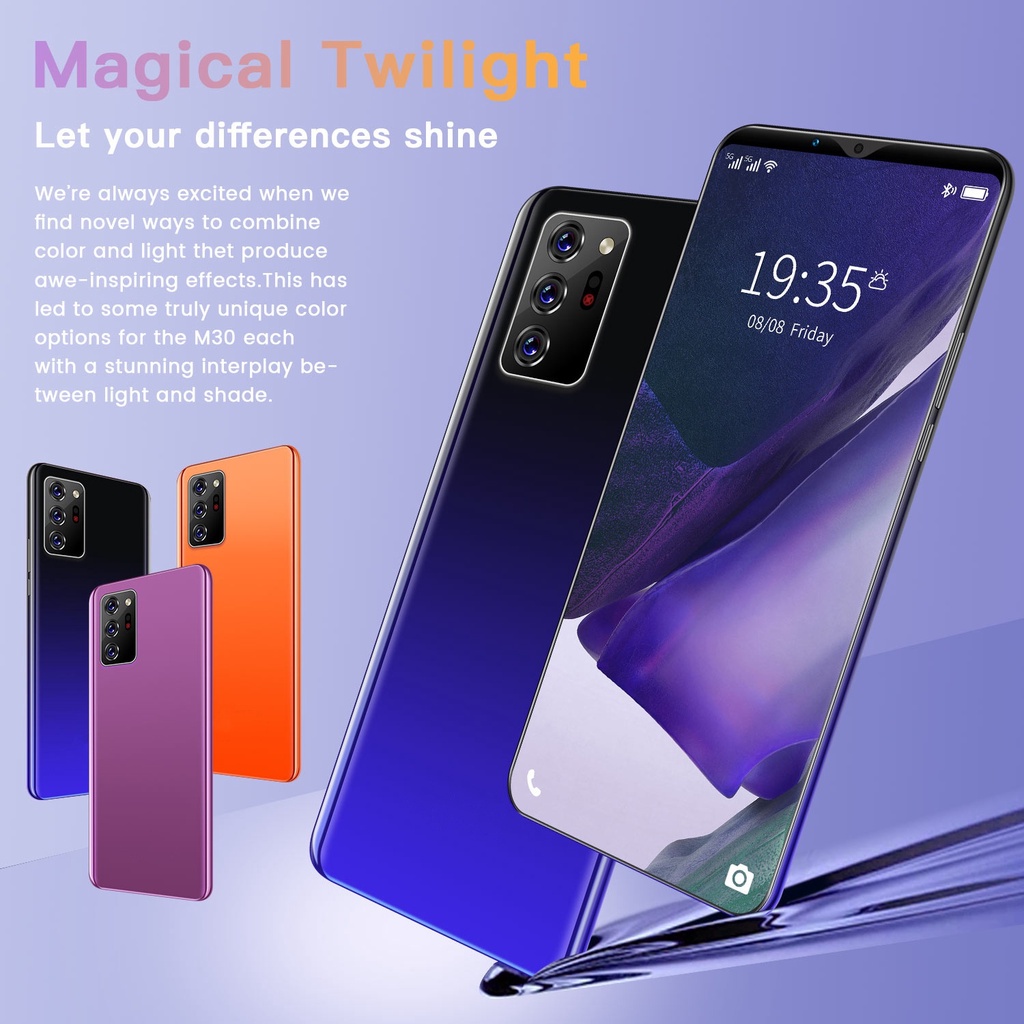 Magical Twilight
Let your differences shine
We're always excited when we
find novel ways to combine
color and light thet produce
awe-inspiring effects.This has
led to some truly unique color
options for the M30 each
with a stunning interplay be-
tween light and shade.
5G 5G
19:35
08/08 Friday